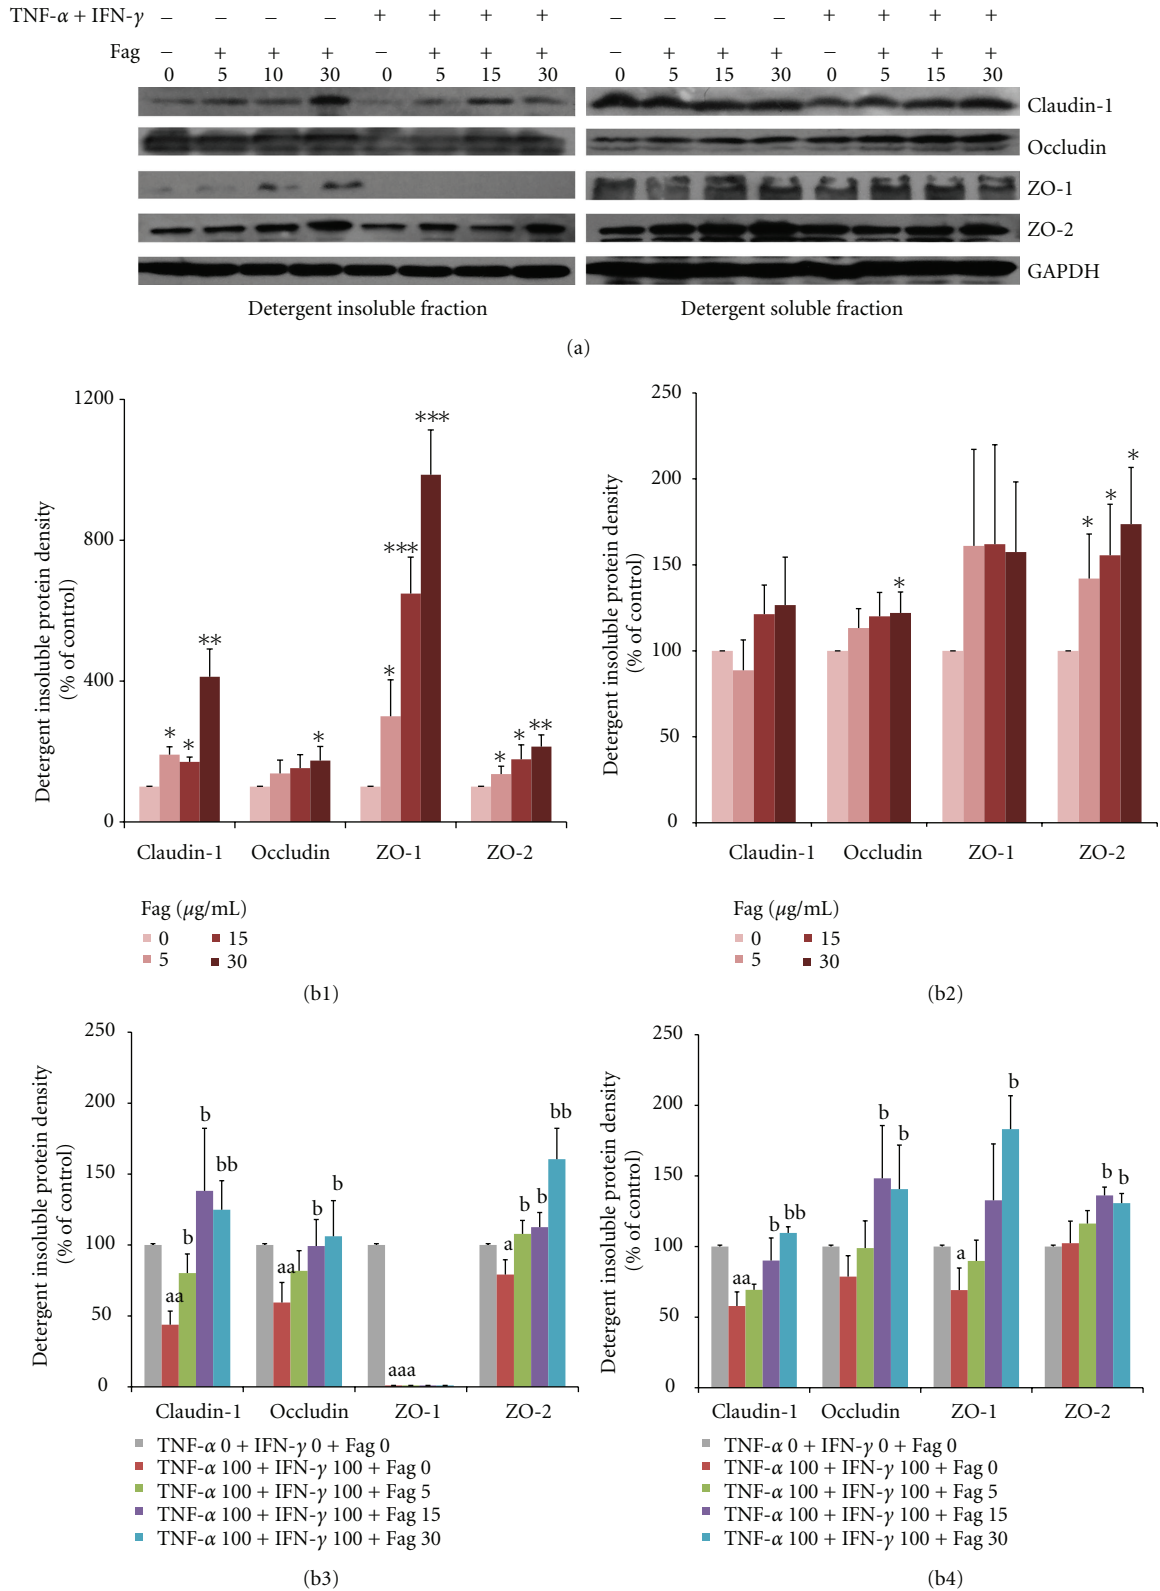 TNF-α + IFN-γ − − − − + + + + − − − − + + + +
Fag − + + + − + + + − + + + − + + +
0 5 10 30 0 5 15 30 0 5 15 30 0 5 15 30
Claudin-1
Occludin
ZO-1
ZO-2
GAPDH
Detergent insoluble fraction
Detergent soluble fraction
(a)
Detergent insoluble protein density
(% of control)
1200
800
400
0
** * *
*
*** *** *
** * *
Claudin-1 Occludin ZO-1 ZO-2
Fag (μg/mL)
0 15
5 30
(b1)
Detergent insoluble protein density
(% of control)
250
200
150
100
50
0
*
* * *
Claudin-1 Occludin ZO-1 ZO-2
Fag (μg/mL)
0 15
5 30
(b2)
Detergent insoluble protein density
(% of control)
250
200
150
100
50
0
aa b b bb
aa b b
aaa
a b b bb
Claudin-1 Occludin ZO-1 ZO-2
TNF-α 0 + IFN-γ 0 + Fag 0
TNF-α 100 + IFN-γ 100 + Fag 0
TNF-α 100 + IFN-γ 100 + Fag 5
TNF-α 100 + IFN-γ 100 + Fag 15
TNF-α 100 + IFN-γ 100 + Fag 30
(b3)
Detergent insoluble protein density
(% of control)
250
200
150
100
50
0
aa b bb
b b
a b
b b
Claudin-1 Occludin ZO-1 ZO-2
TNF-α 0 + IFN-γ 0 + Fag 0
TNF-α 100 + IFN-γ 100 + Fag 0
TNF-α 100 + IFN-γ 100 + Fag 5
TNF-α 100 + IFN-γ 100 + Fag 15
TNF-α 100 + IFN-γ 100 + Fag 30
(b4)